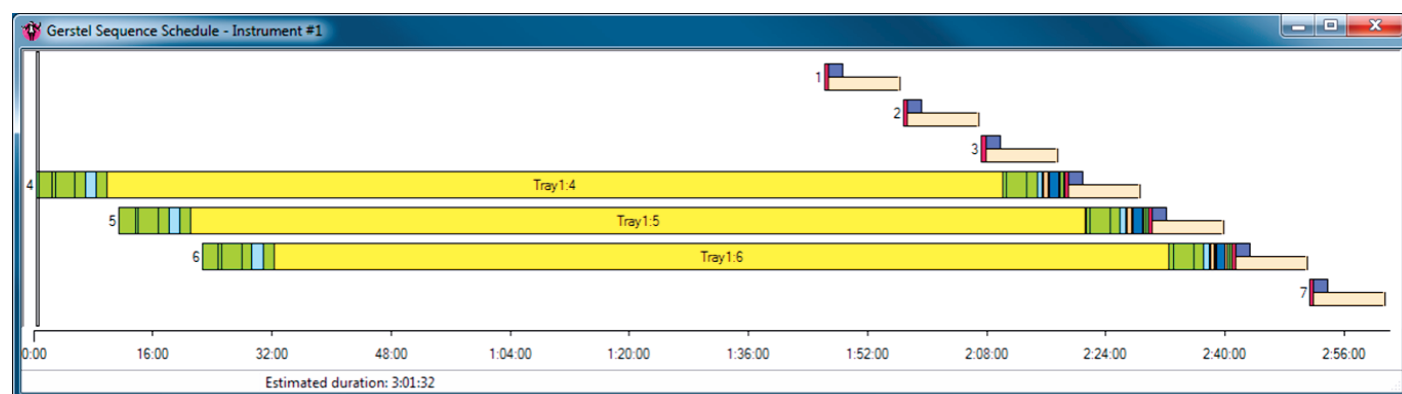 Gerstel Sequence Schedule - Instrument #1
1
2
3
4 Tray1:4
5 Tray1:5
6 Tray1:6
7
0:00 16:00 32:00 48:00 1:04:00 1:20:00 1:36:00 1:52:00 2:08:00 2:24:00 2:40:00 2:56:00
Estimated duration: 3:01:32